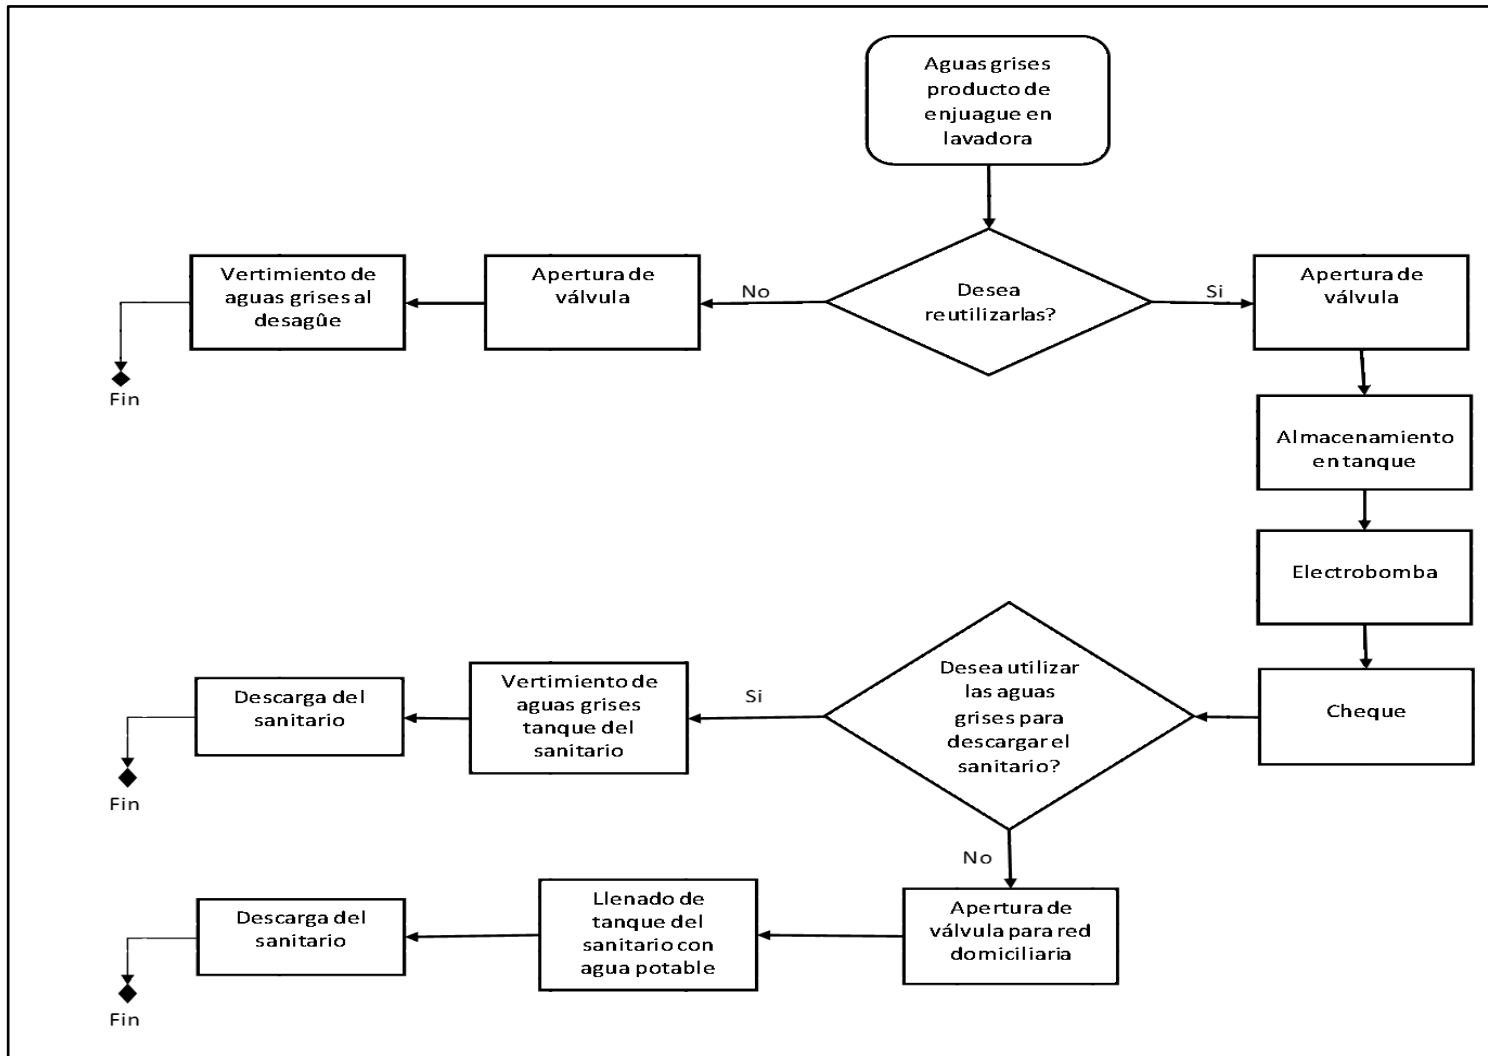 Aguas grises
producto de
enjuague en
lavadora
Desea
reutilizarlas?
No
Apertura de
válvula
Vertimiento de
aguas grises al
desagûe
Fin
Si
Apertura de
válvula
Almacenamiento
en tanque
Electrobomba
Cheque
Desea utilizar
las aguas
grises para
descargar el
sanitario?
Si
Vertimiento de
aguas grises
tanque del
sanitario
Descarga del
sanitario
Fin
No
Apertura de
válvula para red
domiciliaria
Llenado de
tanque del
sanitario con
agua potable
Descarga del
sanitario
Fin